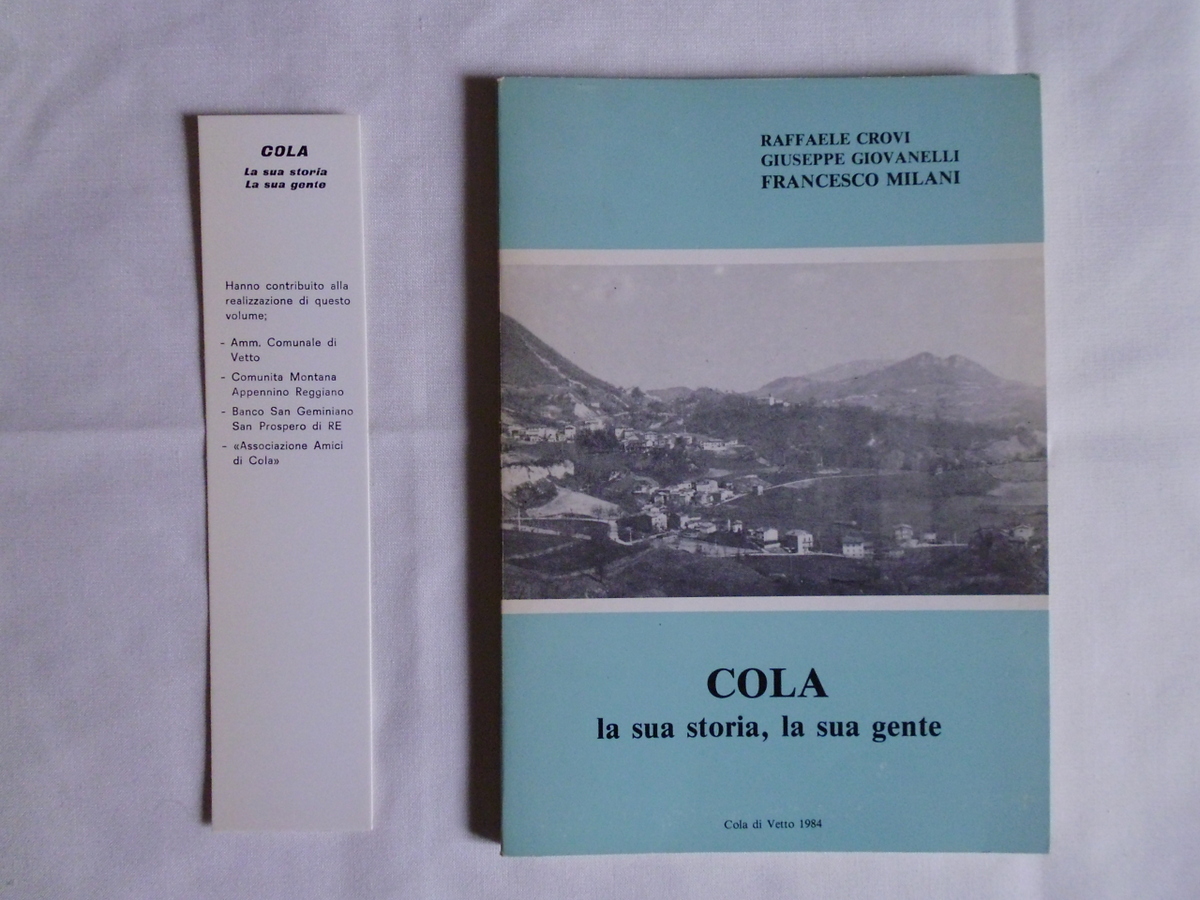 COLA
La sua storia
La sua gente
Hanno contribuito alla
realizzazione di questo
volume;
- Amm. Comunale di
Vetto
- Comunita Montana
Appennino Reggiano
- Banco San Geminiano
San Prospero di RE
- «Associazione Amici
di Cola»
RAFFAELE CROVI
GIUSEPPE GIOVANELLI
FRANCESCO MILANI
COLA
la sua storia, la sua gente
Cola di Vetto 1984